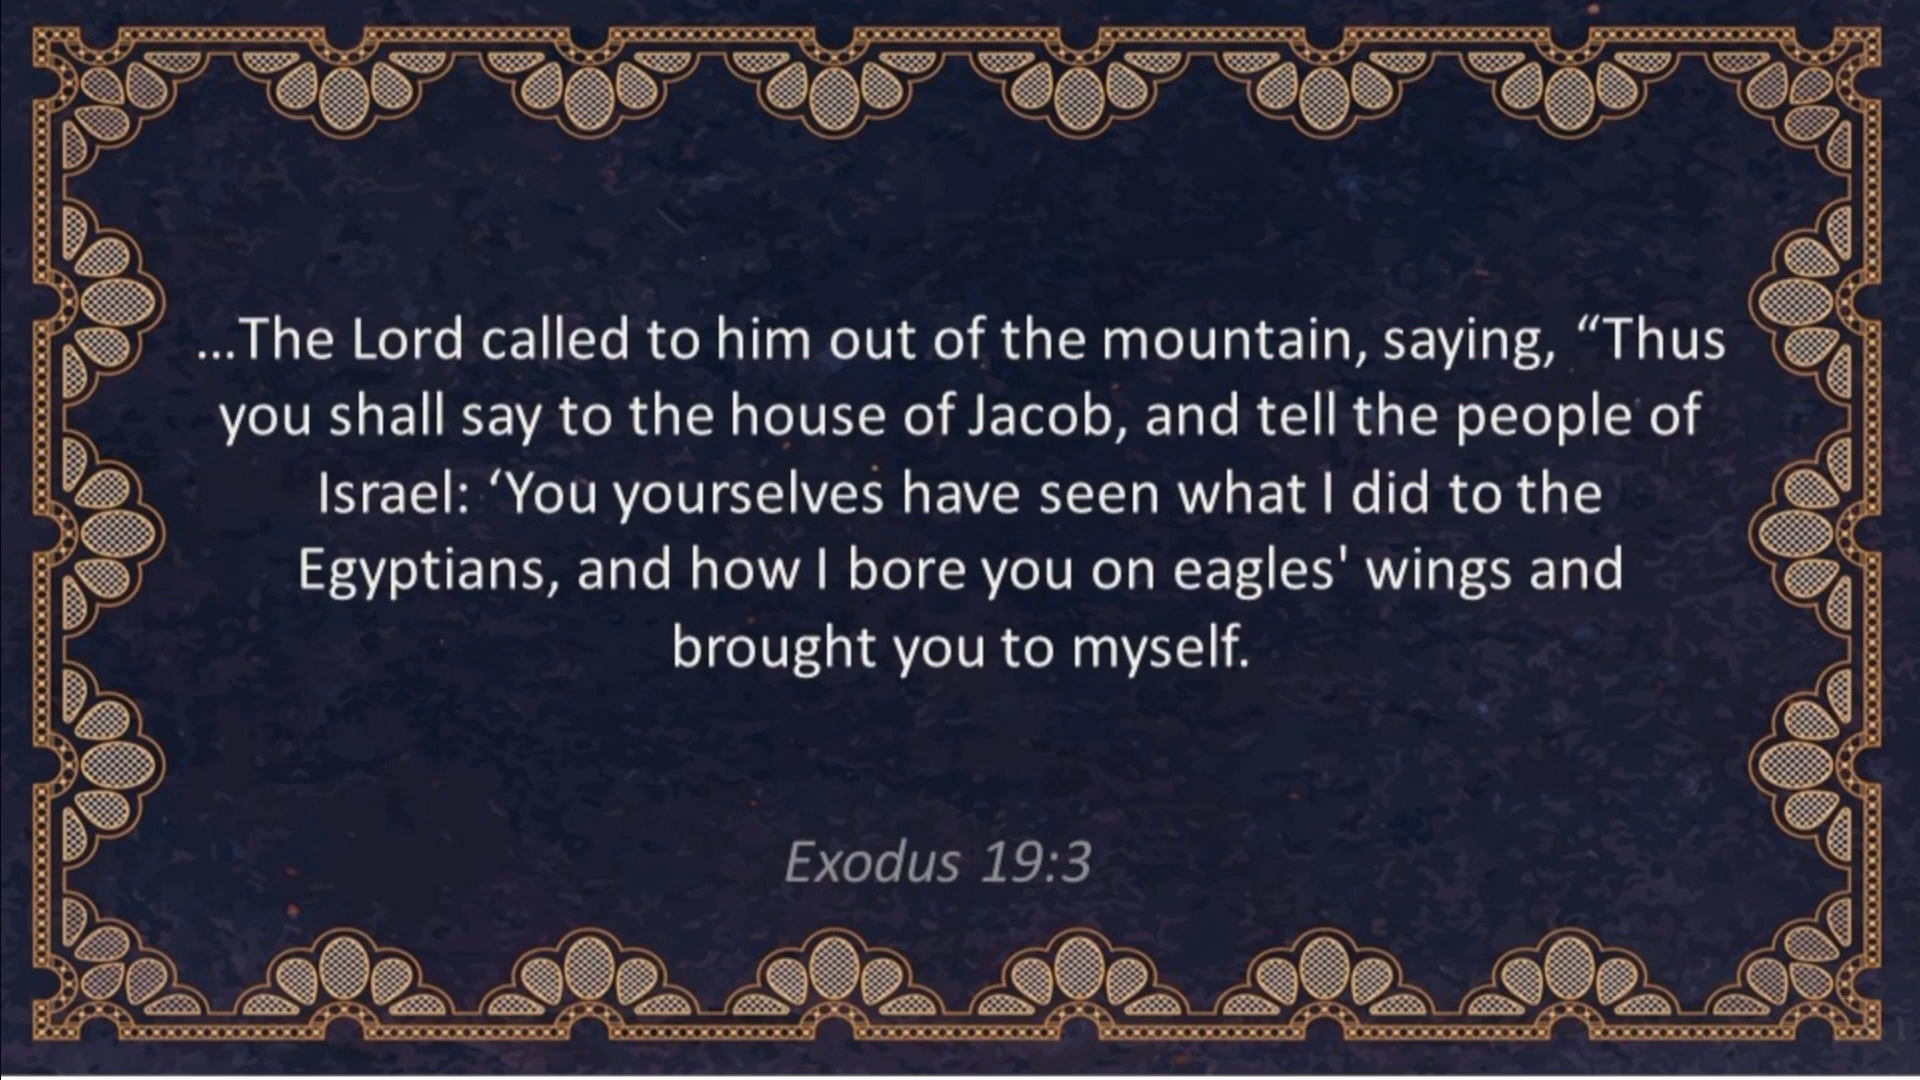 ...The Lord called to him out of the mountain, saying, “Thus
you shall say to the house of Jacob, and tell the people of
Israel: ‘You yourselves have seen what I did to the
Egyptians, and how I bore you on eagles' wings and
brought you to myself.
Exodus 19:3